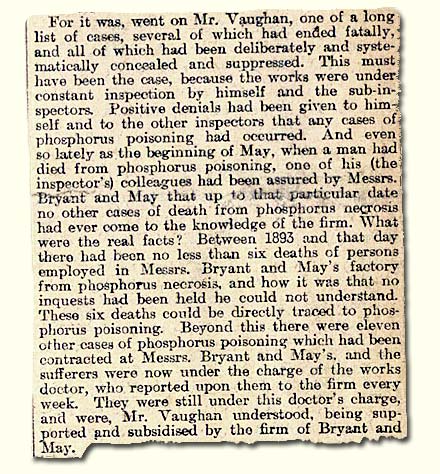 For it was, went on Mr. Vaughan, one of a long
list of cases, several of which had ended fatally,
and all of which had been deliberately and syste-
matically concealed and suppressed. This must
have been the case, because the works were under
constant inspection by himself and the sub-in-
spectors. Positive denials had been given to him-
self and to the other inspectors that any cases of
phosphorus poisoning had occurred. And even
so lately as the beginning of May, when a man had
died from phosphorus poisoning, one of his (the
inspector's) colleagues had been assured by Messrs.
Bryant and May that up to that particular date
no other cases of death from phosphorus necrosis
had ever come to the knowledge of the firm. What
were the real facts? Between 1893 and that day
there had been no less than six deaths of persons
employed in Messrs. Bryant and May's factory
from phosphorus necrosis, and how it was that no
inquests had been held he could not understand.
These six deaths could be directly traced to phos-
phorus poisoning. Beyond this there were eleven
other cases of phosphorus poisoning which had been
contracted at Messrs. Bryant and May's, and the
sufferers were now under the charge of the works
doctor, who reported upon them to the firm every
week. They were still under this doctor's charge,
and were, Mr. Vaughan understood, being sup-
ported and subsidised by the firm of Bryant and
May.